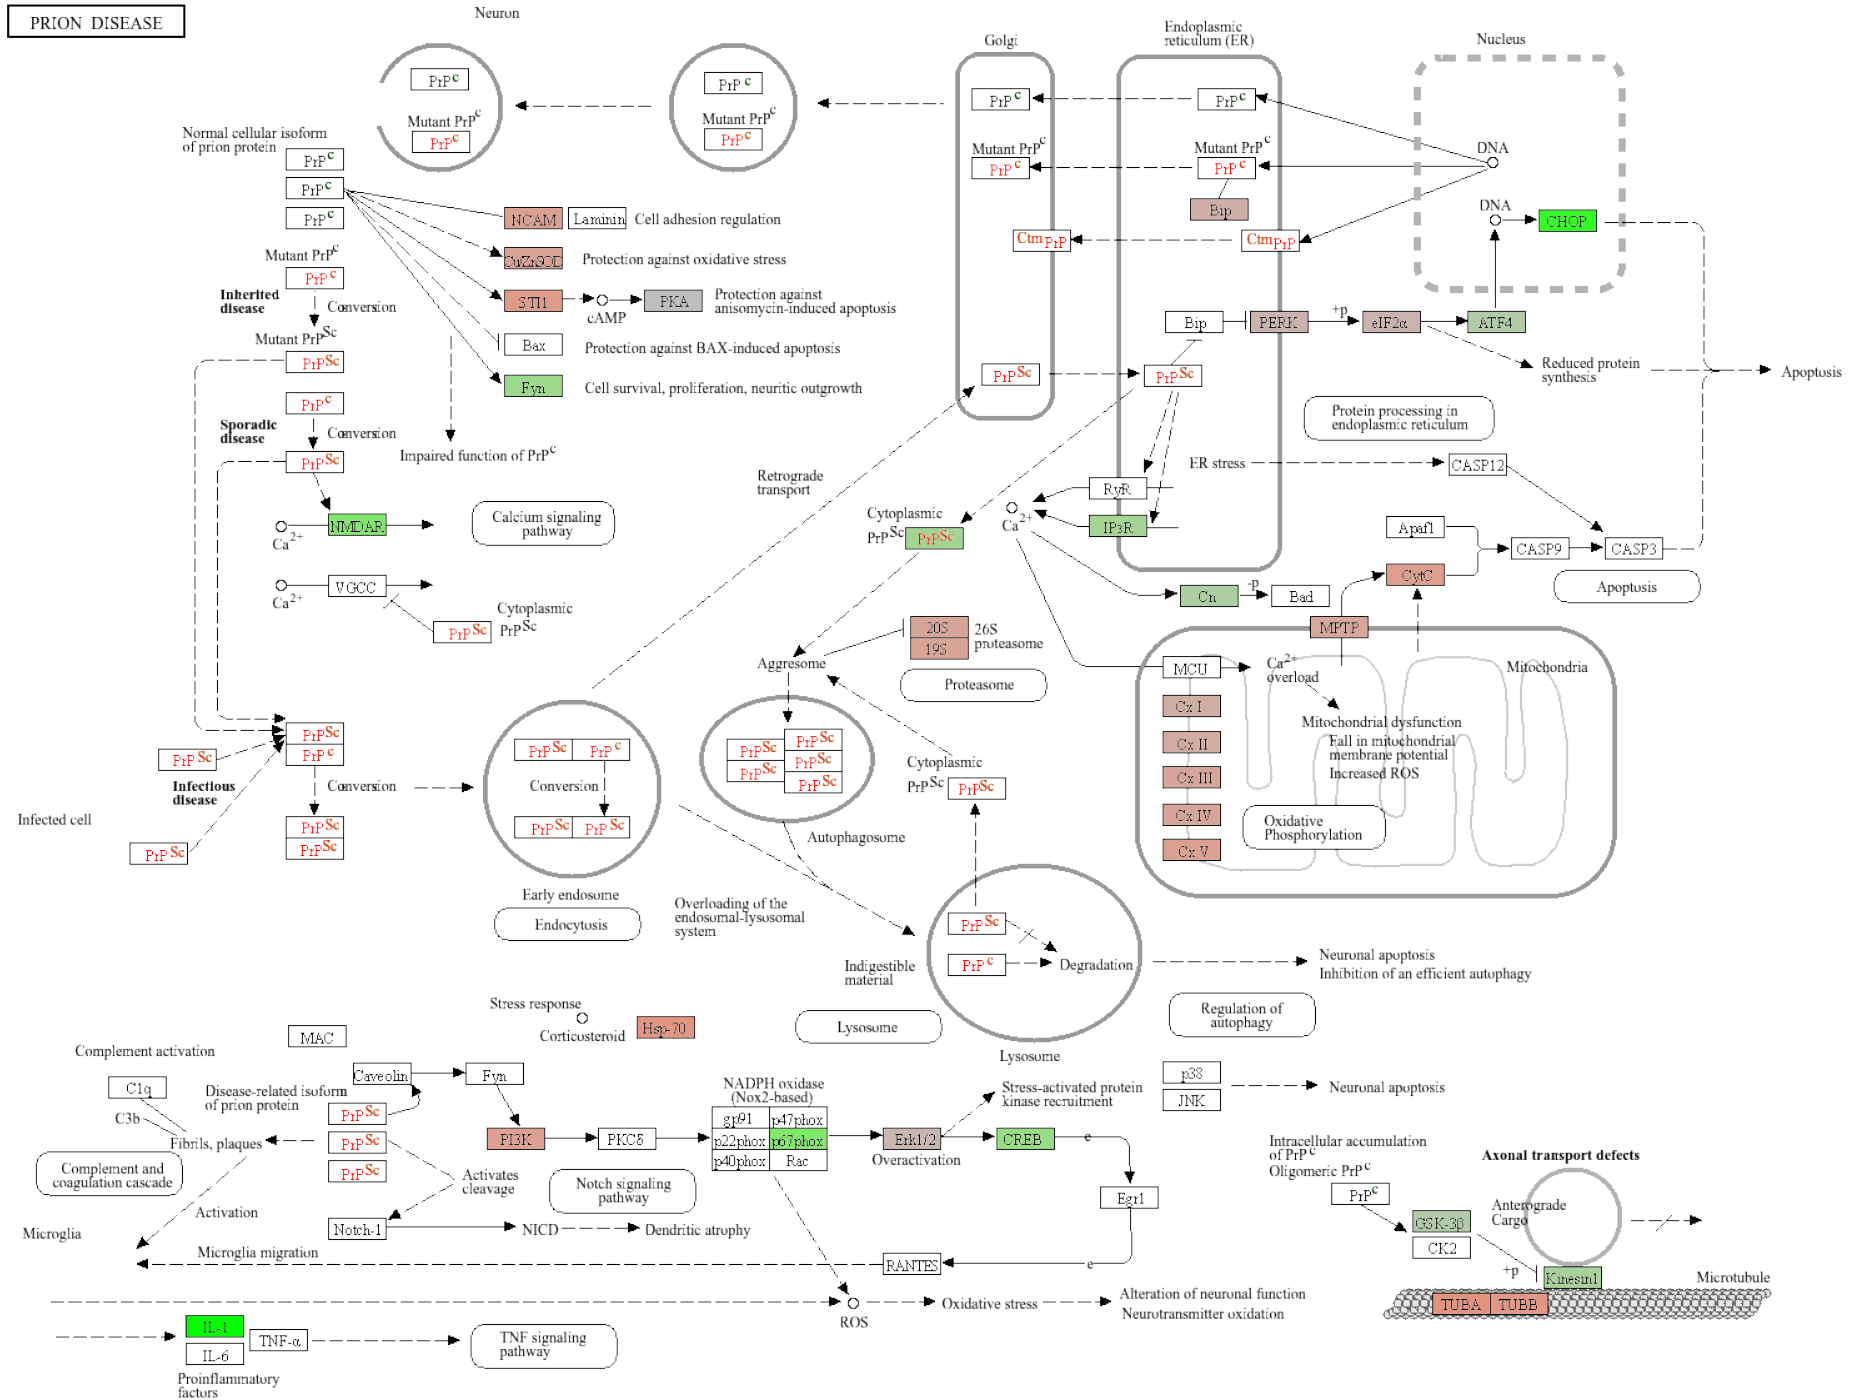 PRION DISEASE
Neuron
Golgi
Endoplasmic
reticulum (ER)
Nucleus
PrPc
Mutant PrPc
PrPc
PrPc
Mutant PrPc
PrPc
PrPc
Mutant PrPc
PrPc
CtmPrP
PrPSc
PrPc
Mutant PrPc
PrPc
Bip
CtmPrP
DNA
DNA
CHOP
Bip
PERK
+p
eIF2α
ATF4
PrPSc
Reduced protein
synthesis
Apoptosis
Protein processing in
endoplasmic reticulum
Normal cellular isoform
of prion protein
PrPc
PrPc
PrPc
NCAM
Laminin
Cell adhesion regulation
Cu/ZnSOD
Protection against oxidative stress
STI1
cAMP
PKA
Protection against
anisomycin-induced apoptosis
Bax
Protection against BAX-induced apoptosis
Fyn
Cell survival, proliferation, neuritic outgrowth
Mutant PrPc
PrPc
Inherited
disease
Conversion
Mutant PrPSc
PrPSc
PrPc
Sporadic
disease
Conversion
PrPSc
Impaired function of PrPc
NMDAR
Ca2+
Calcium signaling
pathway
VGCC
Ca2+
Cytoplasmic
PrPSc
PrPSc
Retrograde
transport
Cytoplasmic
PrPSc
PrPSc
RyR
IP3R
Ca2+
ER stress
CASP12
Apaf1
CASP9
CASP3
CytC
Apoptosis
Cn
-p
Bad
MPTP
20S
19S
26S
proteasome
Proteasome
Aggresome
MCU
Ca2+
overload
Mitochondria
Cx I
Cx II
Cx III
Cx IV
Cx V
Mitochondrial dysfunction
Fall in mitochondrial
membrane potential
Increased ROS
Oxidative
Phosphorylation
PrPSc
PrPSc
PrPc
PrPSc
Infectious
disease
Conversion
Infected cell
PrPSc
PrPSc
PrPSc
PrPSc
PrPc
Conversion
PrPSc
PrPSc
Early endosome
Endocytosis
PrPSc
PrPSc
PrPSc
PrPSc
PrPSc
Autophagosome
Cytoplasmic
PrPSc
PrPSc
Overloading of the
endosomal-lysosomal
system
PrPSc
PrPc
Degradation
Indigestible
material
Lysosome
Lysosome
Neuronal apoptosis
Inhibition of an efficient autophagy
Regulation of
autophagy
Stress response
Corticosteroid
Hsp-70
MAC
Complement activation
C1q
C3b
Disease-related isoform
of prion protein
Caveolin
Fyn
PrPSc
PrPSc
PrPSc
Fibrils, plaques
Complement and
coagulation cascade
Activation
Microglia
PI3K
PKCδ
NADPH oxidase
(Nox2-based)
gp91
p47phox
p22phox
p67phox
p40phox
Rac
Erk1/2
Overactivation
CREB
e
Stress-activated protein
kinase recruitment
p38
JNK
Neuronal apoptosis
Activates
cleavage
Notch signaling
pathway
Notch-1
NICD
Dendritic atrophy
Egr1
Microglia migration
RANTES
e
ROS
Oxidative stress
Alteration of neuronal function
Neurotransmitter oxidation
IL-1
IL-6
TNF-α
TNF signaling
pathway
Proinflammatory
factors
Intracellular accumulation
of PrPc
Oligomeric PrPc
Axonal transport defects
PrPc
GSK-3β
CK2
Anterograde
Cargo
+p
Kinesin1
Microtubule
TUBA
TUBB